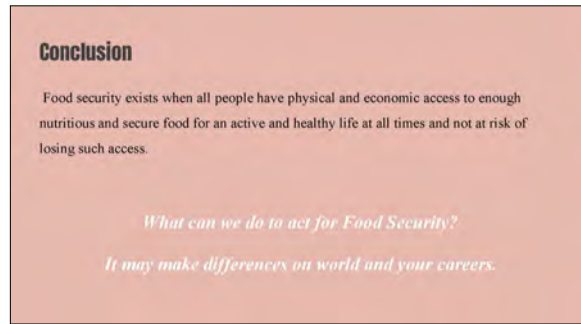 Conclusion
Food security exists when all people have physical and economic access to enough
nutritious and secure food for an active and healthy life at all times and not at risk of
losing such access.
What can we do to act for Food Security?
It may make differences on world and your careers.